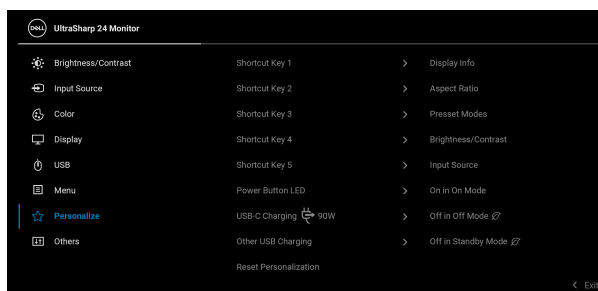 DELL UltraSharp 24 Monitor
Brightness/Contrast Shortcut Key 1 > Display Info
Input Source Shortcut Key 2 > Aspect Ratio
Color Shortcut Key 3 > Presset Modes
Display Shortcut Key 4 > Brightness/Contrast
USB Shortcut Key 5 > Input Source
Menu Power Button LED > On in On Mode
Personalize USB-C Charging 90W > Off in Off Mode
Others Other USB Charging > Off in Standby Mode
Reset Personalization
< Exit